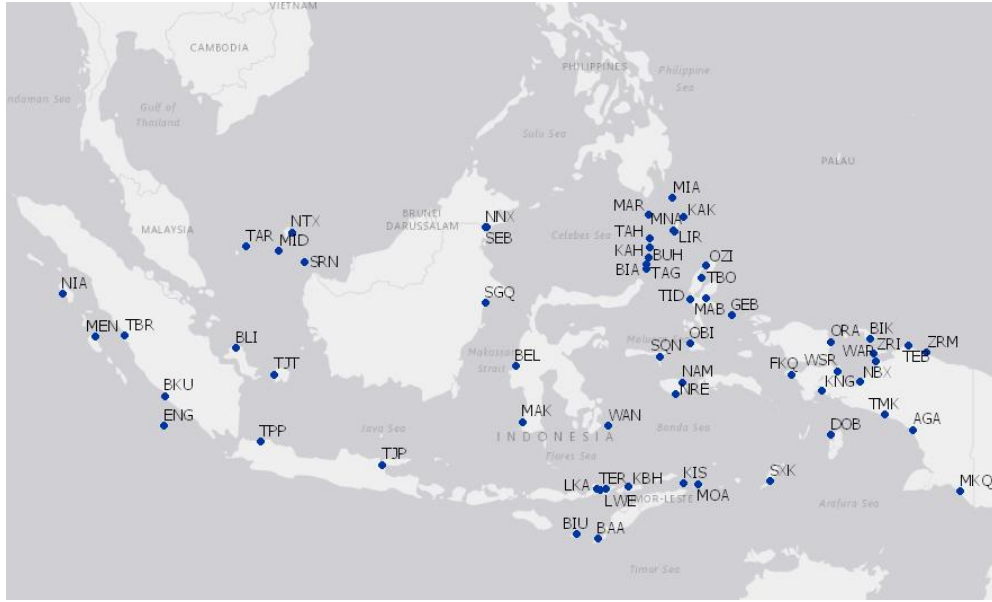 VIETNAM
CAMBODIA
PHILIPPINES
Philippine
Sea
ndaman Sea
Gulf of
Thailand
Sulu Sea
PALAU
MIA
MAR
MNA
KAK
BRUNEI
DARUSSALAM
NNX
NTX
MALAYSIA
TAR
MID
SEB
Celebes Sea
TAH
LIR
KAH
BUH
SRN
OZI
BIA
TAG
TBO
NIA
SGQ
TID
MAB
GEB
MEN
TBR
BLI
OBI
ORA
BIK
ZRI
ZRM
SQN
WAR
TEB
BEL
Makassar
Strait
FKQ
WSR
TJT
NAM
NBX
BKU
NRE
KNG
ENG
MAK
WAN
TMK
AGA
TPP
Java Sea
INDONESIA
Banda Sea
DOB
TJP
Flores Sea
LKA
TER
KBH
KIS
SXK
MKQ
LWE
TIMOR-LESTE
MOA
Arafura Sea
BIU
BAA
Timor Sea